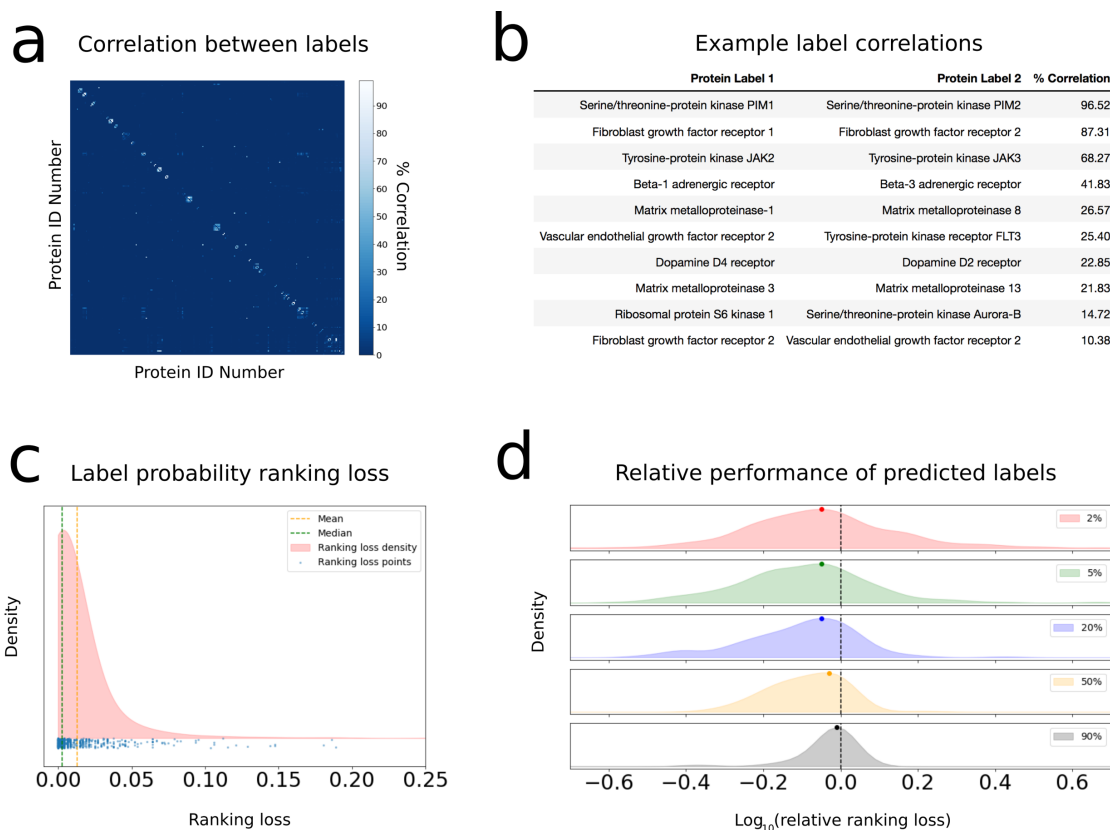 a
Correlation between labels
Protein ID Number
Protein ID Number
90
80
70
60
50
40
30
20
10
0
% Correlation
b
Example label correlations
Protein Label 1 Protein Label 2 % Correlation
Serine/threonine-protein kinase PIM1 Serine/threonine-protein kinase PIM2 96.52
Fibroblast growth factor receptor 1 Fibroblast growth factor receptor 2 87.31
Tyrosine-protein kinase JAK2 Tyrosine-protein kinase JAK3 68.27
Beta-1 adrenergic receptor Beta-3 adrenergic receptor 41.83
Matrix metalloproteinase-1 Matrix metalloproteinase 8 26.57
Vascular endothelial growth factor receptor 2 Tyrosine-protein kinase receptor FLT3 25.40
Dopamine D4 receptor Dopamine D2 receptor 22.85
Matrix metalloproteinase 3 Matrix metalloproteinase 13 21.83
Ribosomal protein S6 kinase 1 Serine/threonine-protein kinase Aurora-B 14.72
Fibroblast growth factor receptor 2 Vascular endothelial growth factor receptor 2 10.38
c
Label probability ranking loss
Mean
Median
Ranking loss density
Ranking loss points
Density
0.00 0.05 0.10 0.15 0.20 0.25
Ranking loss
d
Relative performance of predicted labels
2%
5%
20%
50%
90%
Density
−0.6 −0.4 −0.2 0.0 0.2 0.4 0.6
Log10(relative ranking loss)